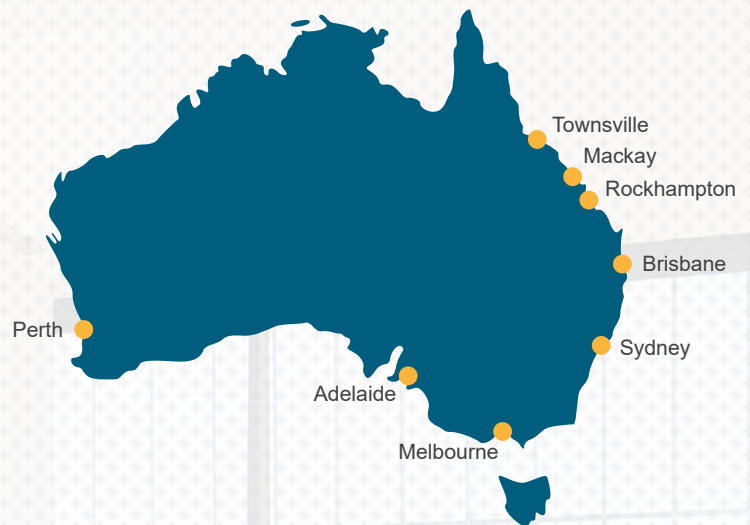 Townsville
Mackay
Rockhampton
Brisbane
Perth
Sydney
Adelaide
Melbourne